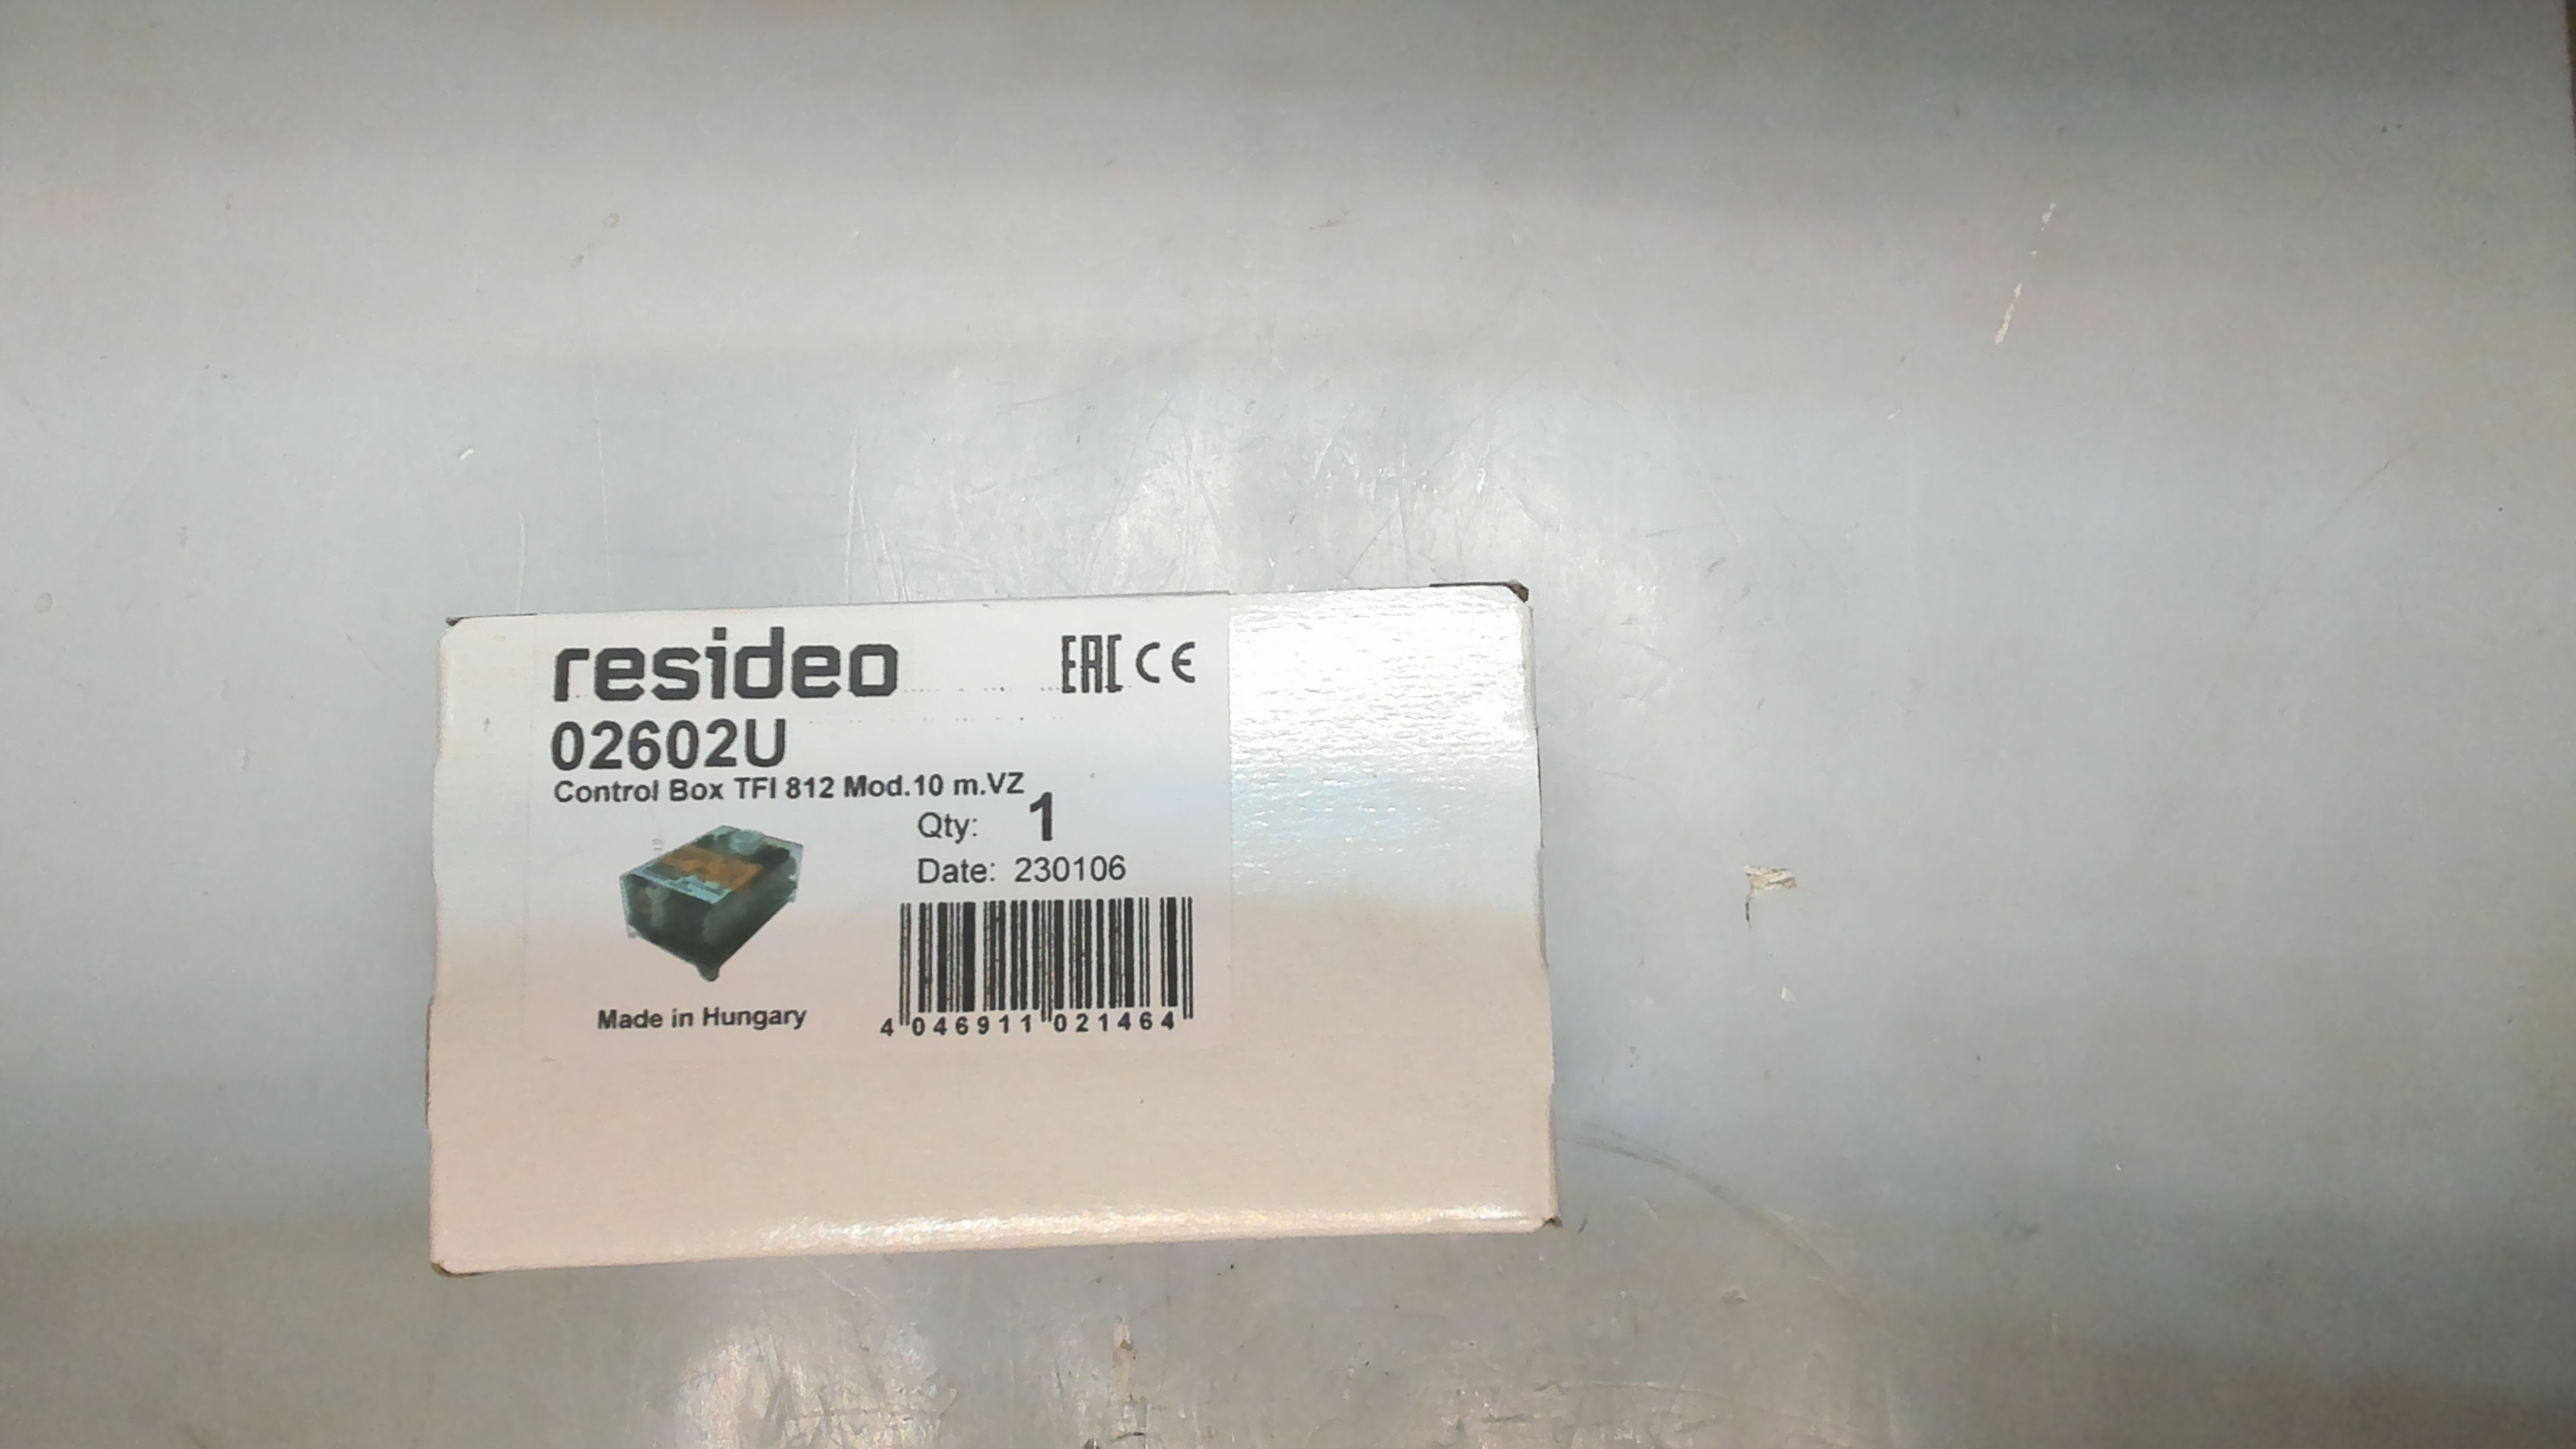 resideo EAC CE
02602U
Control Box TFI 812 Mod.10 m.VZ
Qty: 1
Date: 230106
Made in Hungary
4 046911 021464